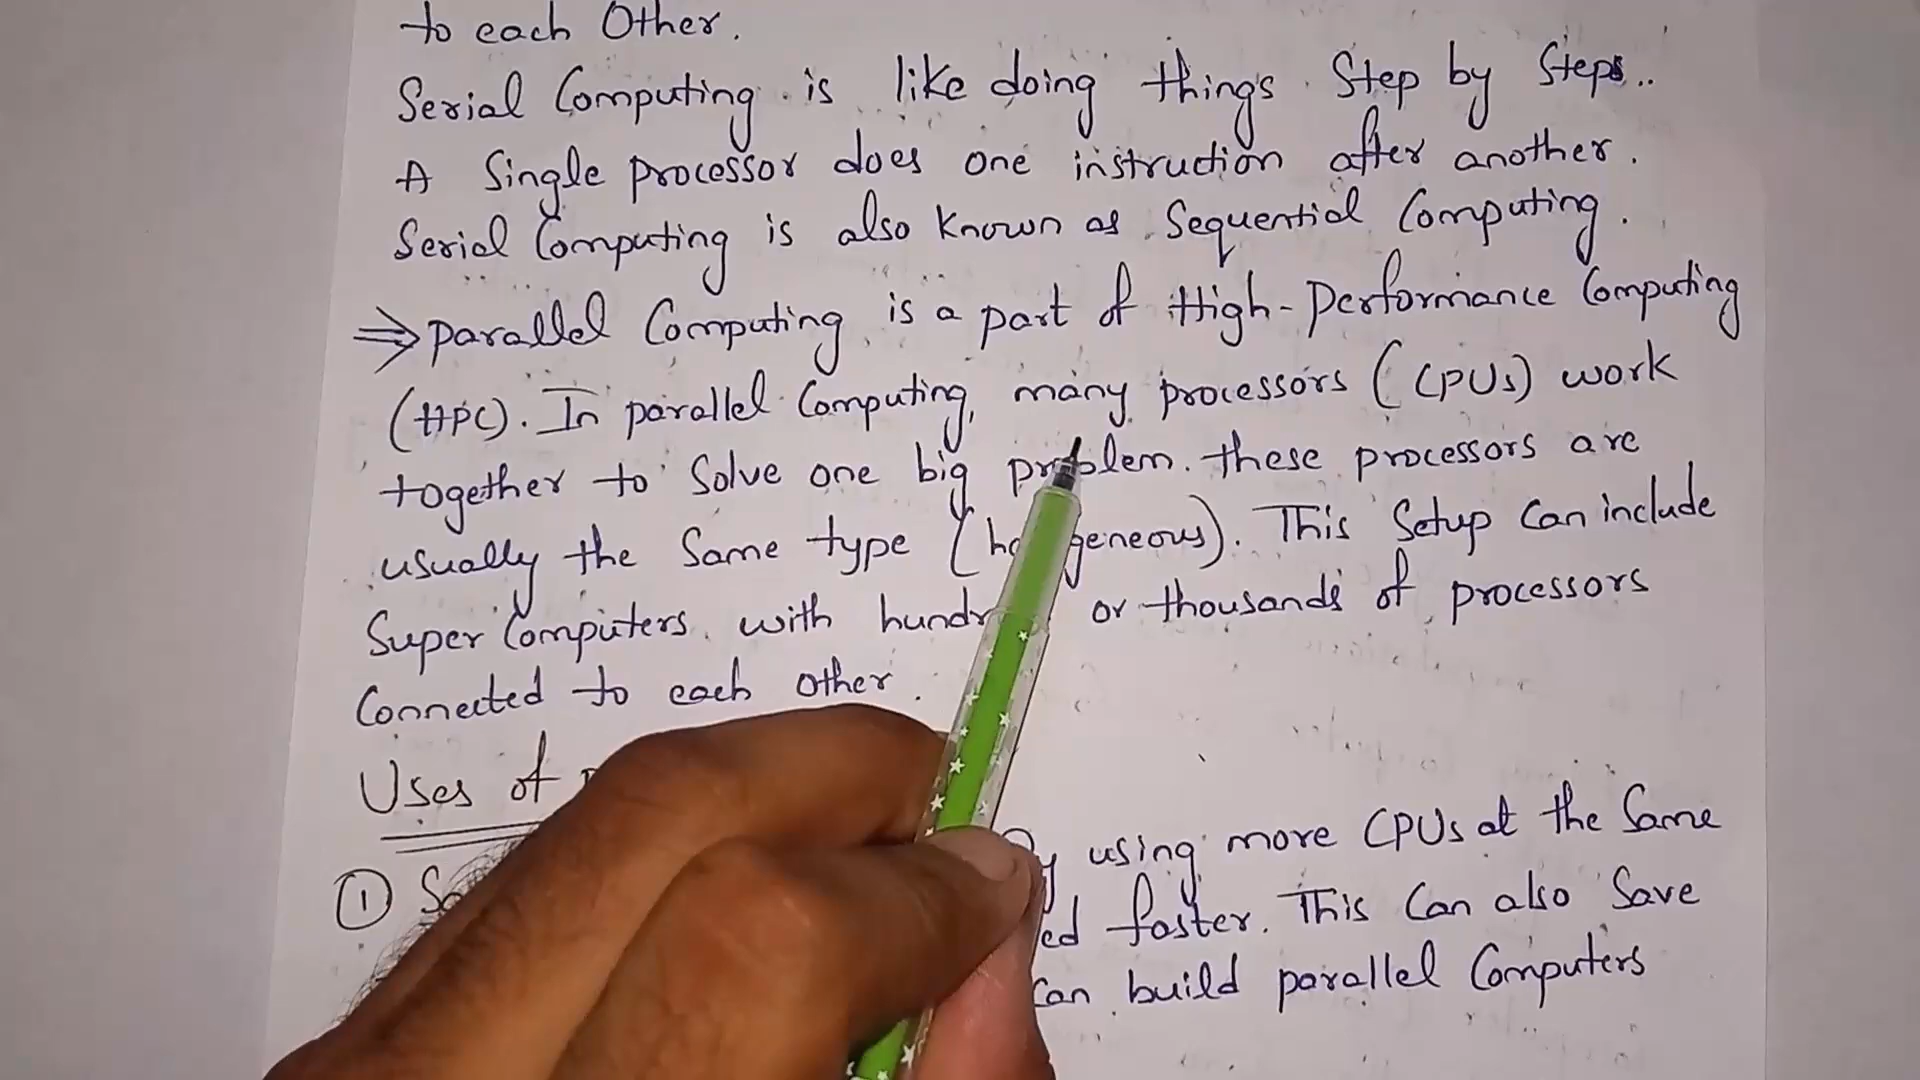 to each Other.
Serial Computing is like doing things Step by Steps..
A Single processor does one instruction after another.
Serial Computing is also Known as Sequential Computing.
⇒ parallel Computing is a part of High-Performance Computing
(HPC). In parallel Computing, many processors (CPUs) work
together to Solve one big problem. these processors are
usually the Same type (homogeneous). This Setup Can include
Super Computers with hundr or thousands of processors
Connected to each other.
Uses of
① using more CPUs at the Same
ed faster. This Can also Save
Can build parallel Computers